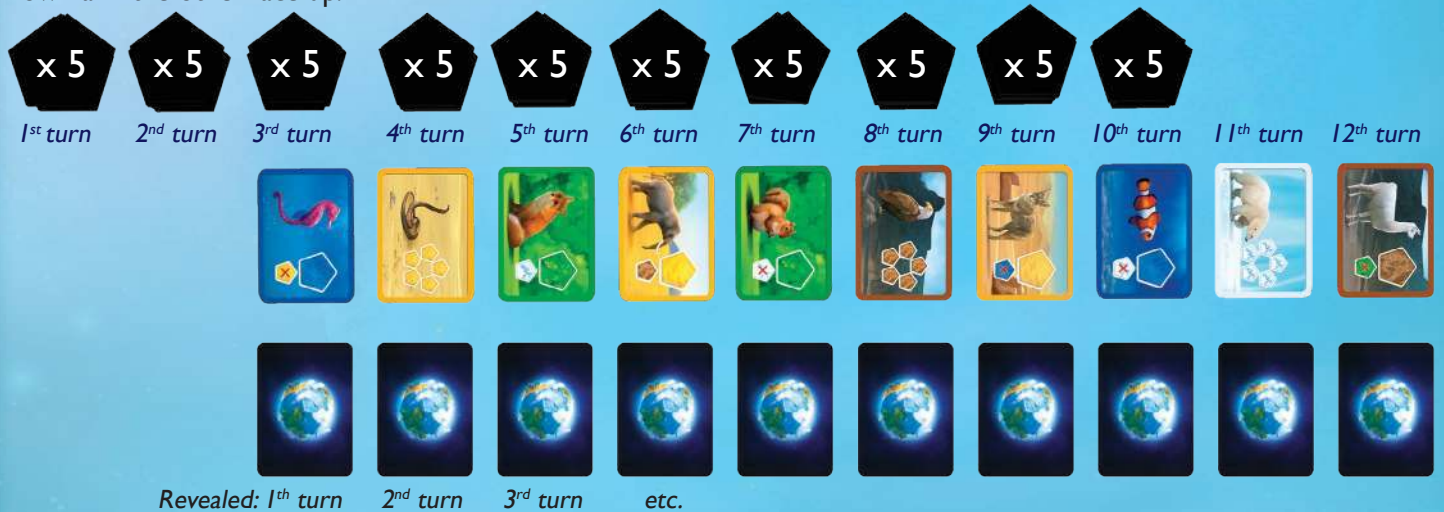 x 5 x 5 x 5 x 5 x 5 x 5 x 5 x 5 x 5 x 5
1st turn 2nd turn 3rd turn 4th turn 5th turn 6th turn 7th turn 8th turn 9th turn 10th turn 11th turn 12th turn
Revealed: 1th turn 2nd turn 3rd turn etc.